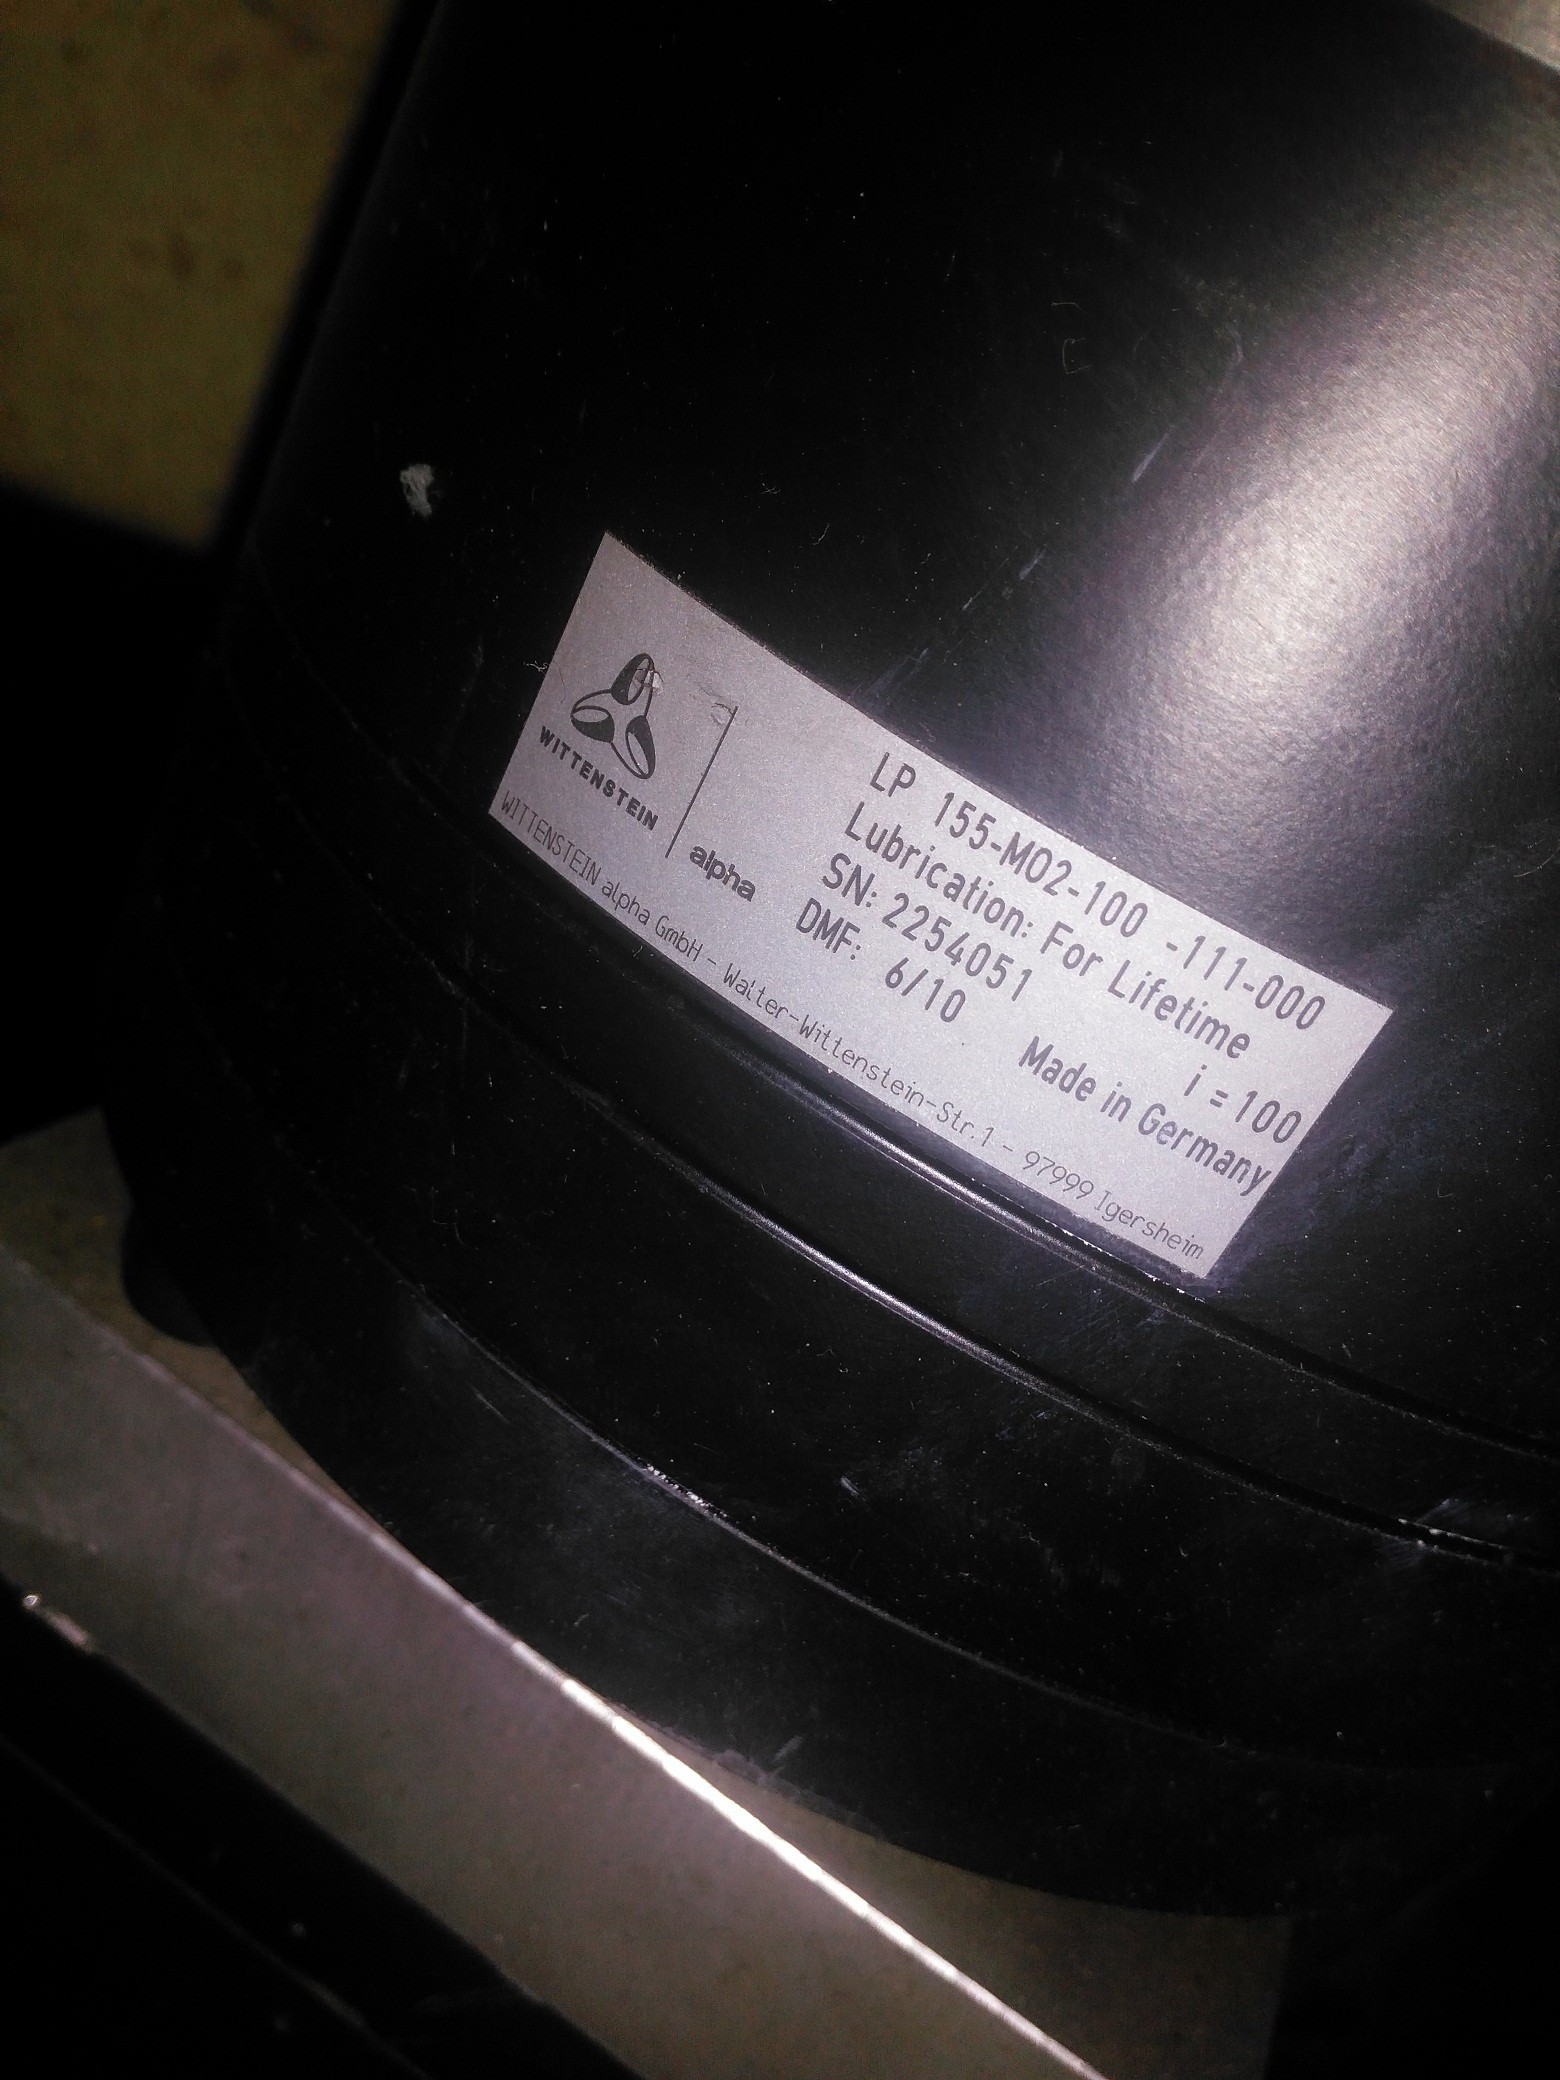 WITTENSTEIN
alpha
LP 155-M02-100 -111-000
Lubrication: For Lifetime
SN: 2254051
i = 100
DMF: 6/10
Made in Germany
WITTENSTEIN alpha GmbH - Walter-Wittenstein-Str.1 - 97999 Igersheim